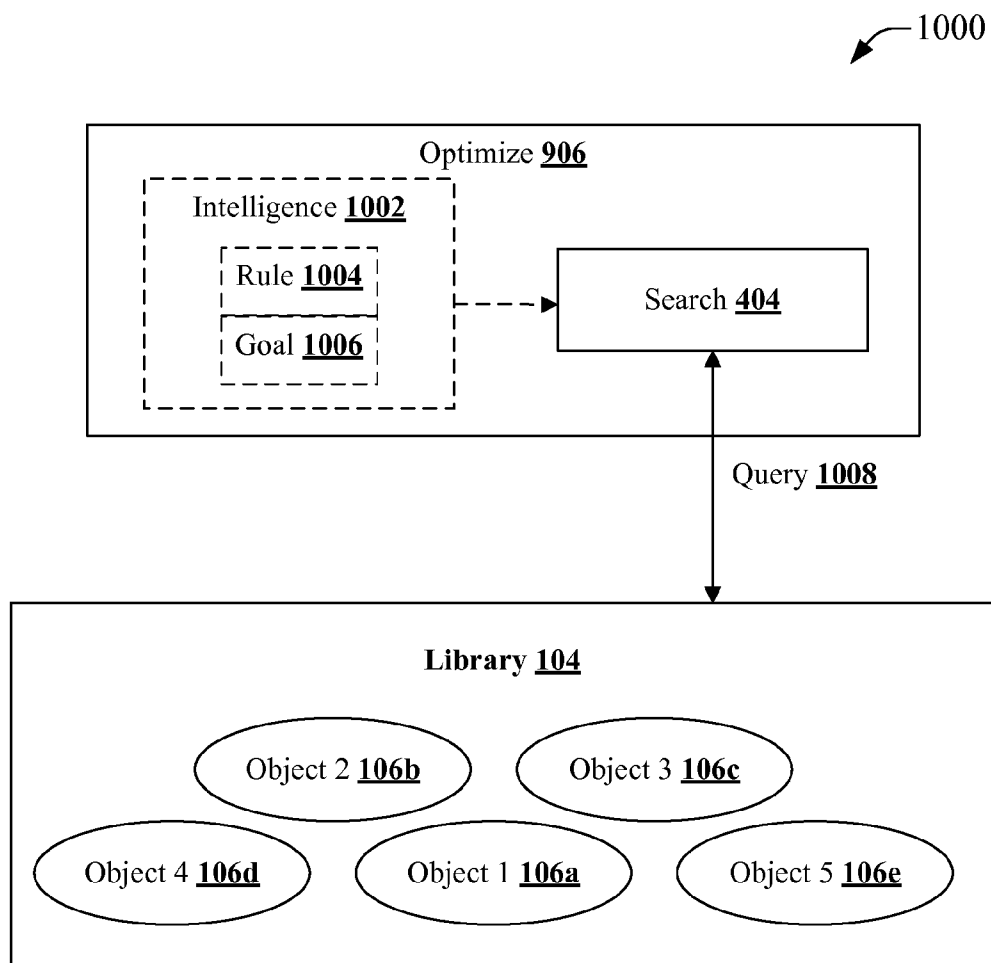 1000
Optimize 906
Intelligence 1002
Rule 1004
Goal 1006
Search 404
Query 1008
Library 104
Object 2 106b
Object 3 106c
Object 4 106d
Object 1 106a
Object 5 106e